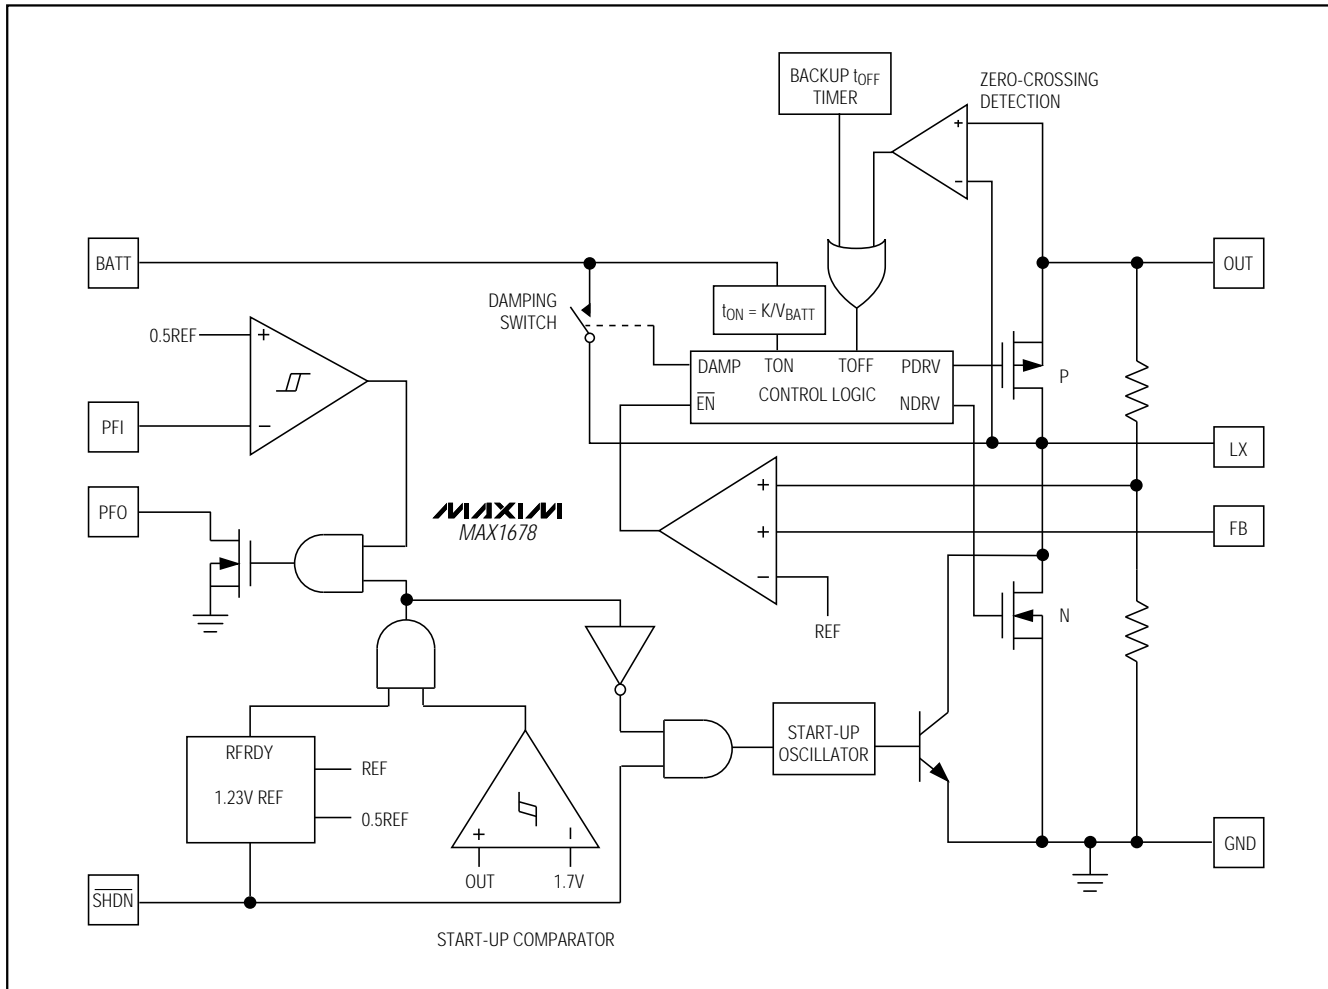 BACKUP tOFF
TIMER
ZERO-CROSSING
DETECTION
+
−
BATT
OUT
DAMPING
SWITCH
tON = K/VBATT
0.5REF
+
DAMP TON TOFF PDRV
EN NDRV
CONTROL LOGIC
P
PFI
−
LX
PFO
MAXIM
MAX1678
+
+
−
FB
REF
N
RFRDY
1.23V REF
REF
0.5REF
START-UP
OSCILLATOR
+ −
OUT 1.7V
GND
SHDN
START-UP COMPARATOR